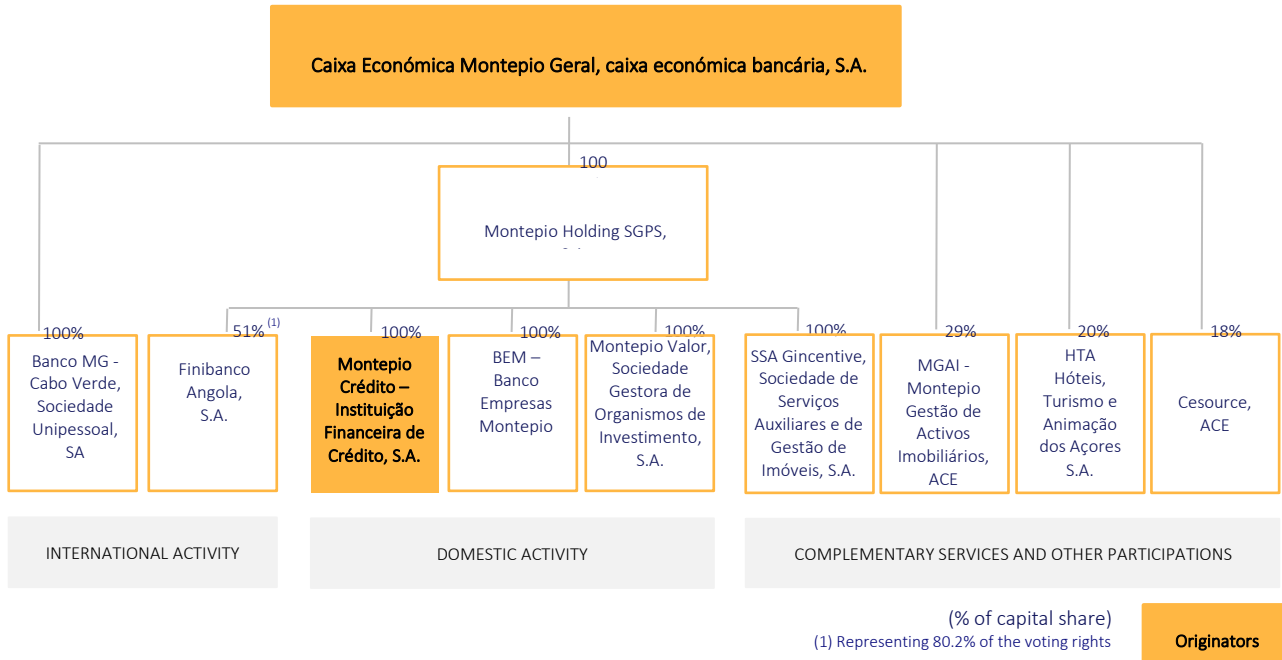 Caixa Económica Montepio Geral, caixa económica bancária, S.A.
100
Montepio Holding SGPS,
100%
Banco MG -
Cabo Verde,
Sociedade
Unipessoal,
SA
51% (1)
Finibanco
Angola,
S.A.
100%
Montepio
Crédito –
Instituição
Financeira de
Crédito, S.A.
100%
BEM –
Banco
Empresas
Montepio
100%
Montepio Valor,
Sociedade
Gestora de
Organismos de
Investimento,
S.A.
100%
SSA Gincentive,
Sociedade de
Serviços
Auxiliares e de
Gestão de
Imóveis, S.A.
29%
MGAI -
Montepio
Gestão de
Activos
Imobiliários,
ACE
20%
HTA
Hóteis,
Turismo e
Animação
dos Açores
S.A.
18%
Cesource,
ACE
INTERNATIONAL ACTIVITY
DOMESTIC ACTIVITY
COMPLEMENTARY SERVICES AND OTHER PARTICIPATIONS
(% of capital share)
(1) Representing 80.2% of the voting rights
Originators